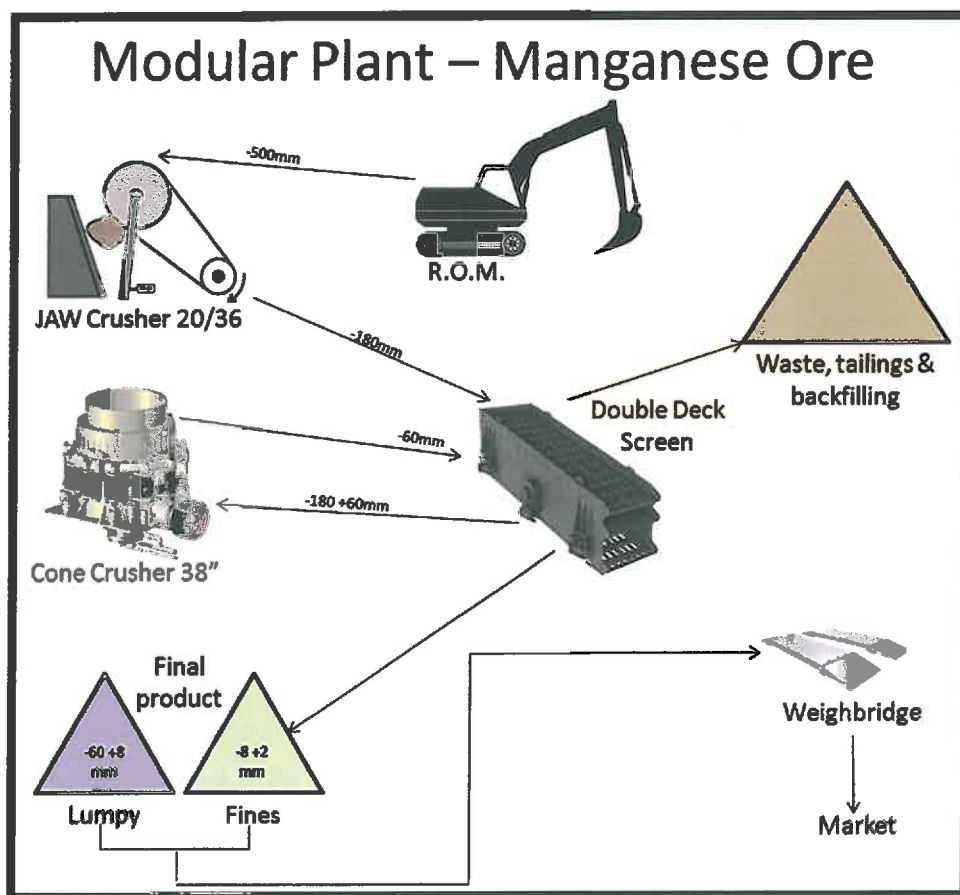 Modular Plant – Manganese Ore
-500mm
R.O.M.
JAW Crusher 20/36
-180mm
Waste, tailings &
backfilling
Double Deck
Screen
-60mm
-180 +60mm
Cone Crusher 38”
Final
product
-60 +8
mm
-8 +2
mm
Lumpy
Fines
Weighbridge
Market